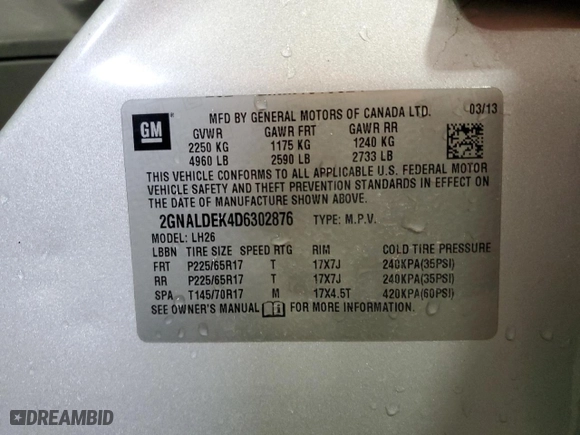 MFD BY GENERAL MOTORS OF CANADA LTD. 03/13
GM
GVWR GAWR FRT GAWR RR
2250 KG 1175 KG 1240 KG
4960 LB 2590 LB 2733 LB
THIS VEHICLE CONFORMS TO ALL APPLICABLE U.S. FEDERAL MOTOR
VEHICLE SAFETY AND THEFT PREVENTION STANDARDS IN EFFECT ON
THE DATE OF MANUFACTURE SHOWN ABOVE.
2GNALDEK4D6302876 TYPE: M.P.V.
MODEL: LH26
LBBN TIRE SIZE SPEED RTG RIM COLD TIRE PRESSURE
FRT P225/65R17 T 17X7J 240KPA(35PSI)
RR P225/65R17 T 17X7J 240KPA(35PSI)
SPA T145/70R17 M 17X4.5T 420KPA(60PSI)
SEE OWNER'S MANUAL FOR MORE INFORMATION.
DREAMBID